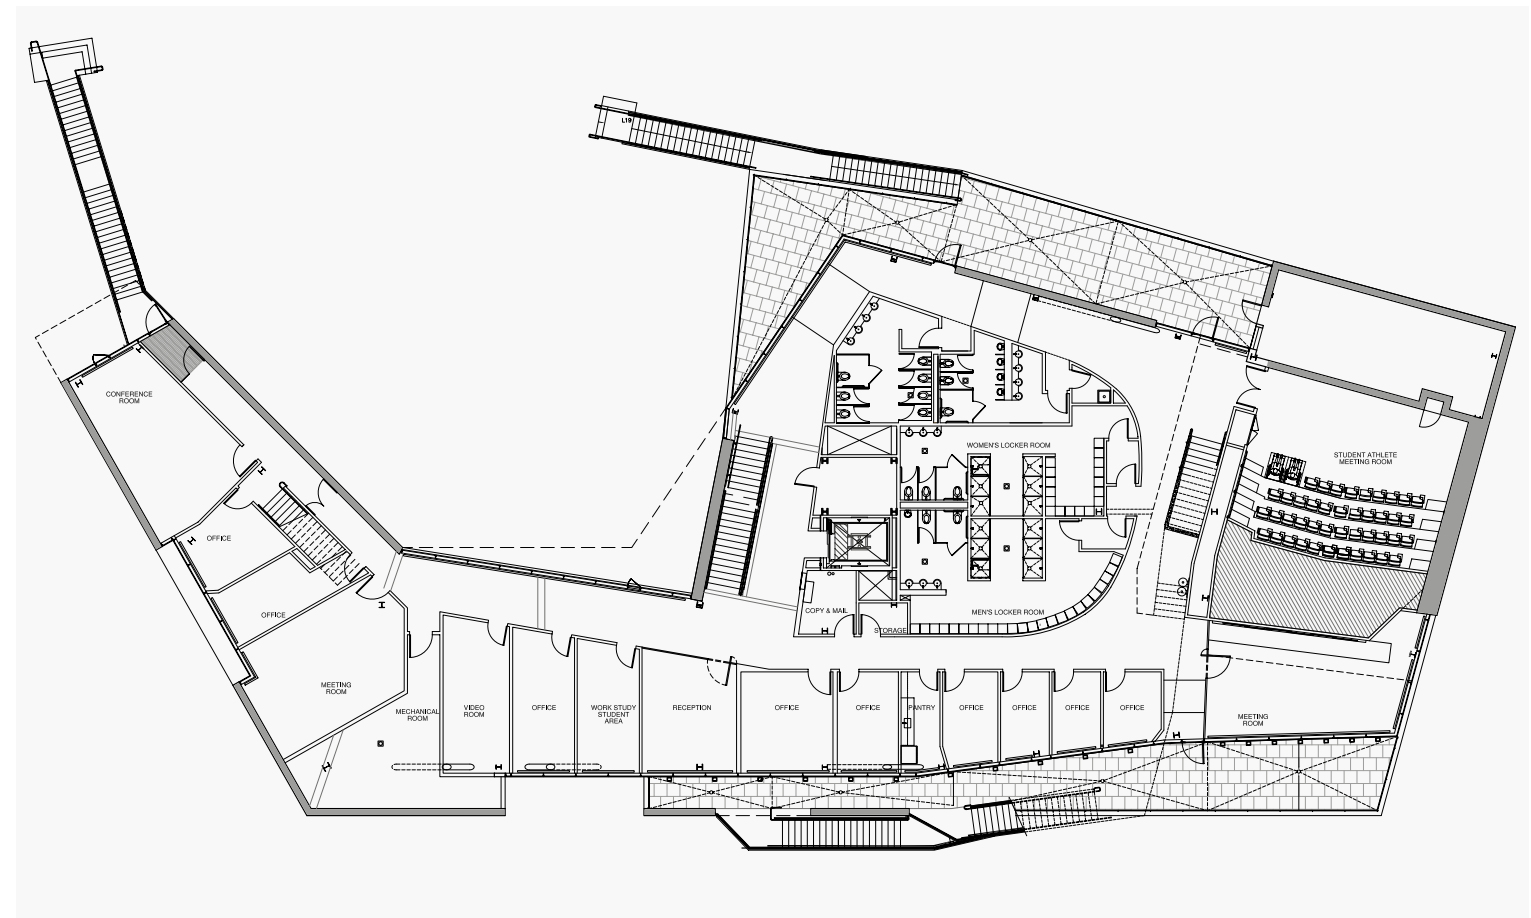 L19
CONFERENCE
ROOM
WOMEN'S LOCKER ROOM
STUDENT ATHLETE
MEETING ROOM
OFFICE
OFFICE
COPY & MAIL
MEN'S LOCKER ROOM
STORAGE
MEETING
ROOM
MECHANICAL
ROOM
VIDEO
ROOM
OFFICE
WORK STUDY
STUDENT
AREA
RECEPTION
OFFICE
OFFICE
PANTRY
OFFICE
OFFICE
OFFICE
OFFICE
MEETING
ROOM